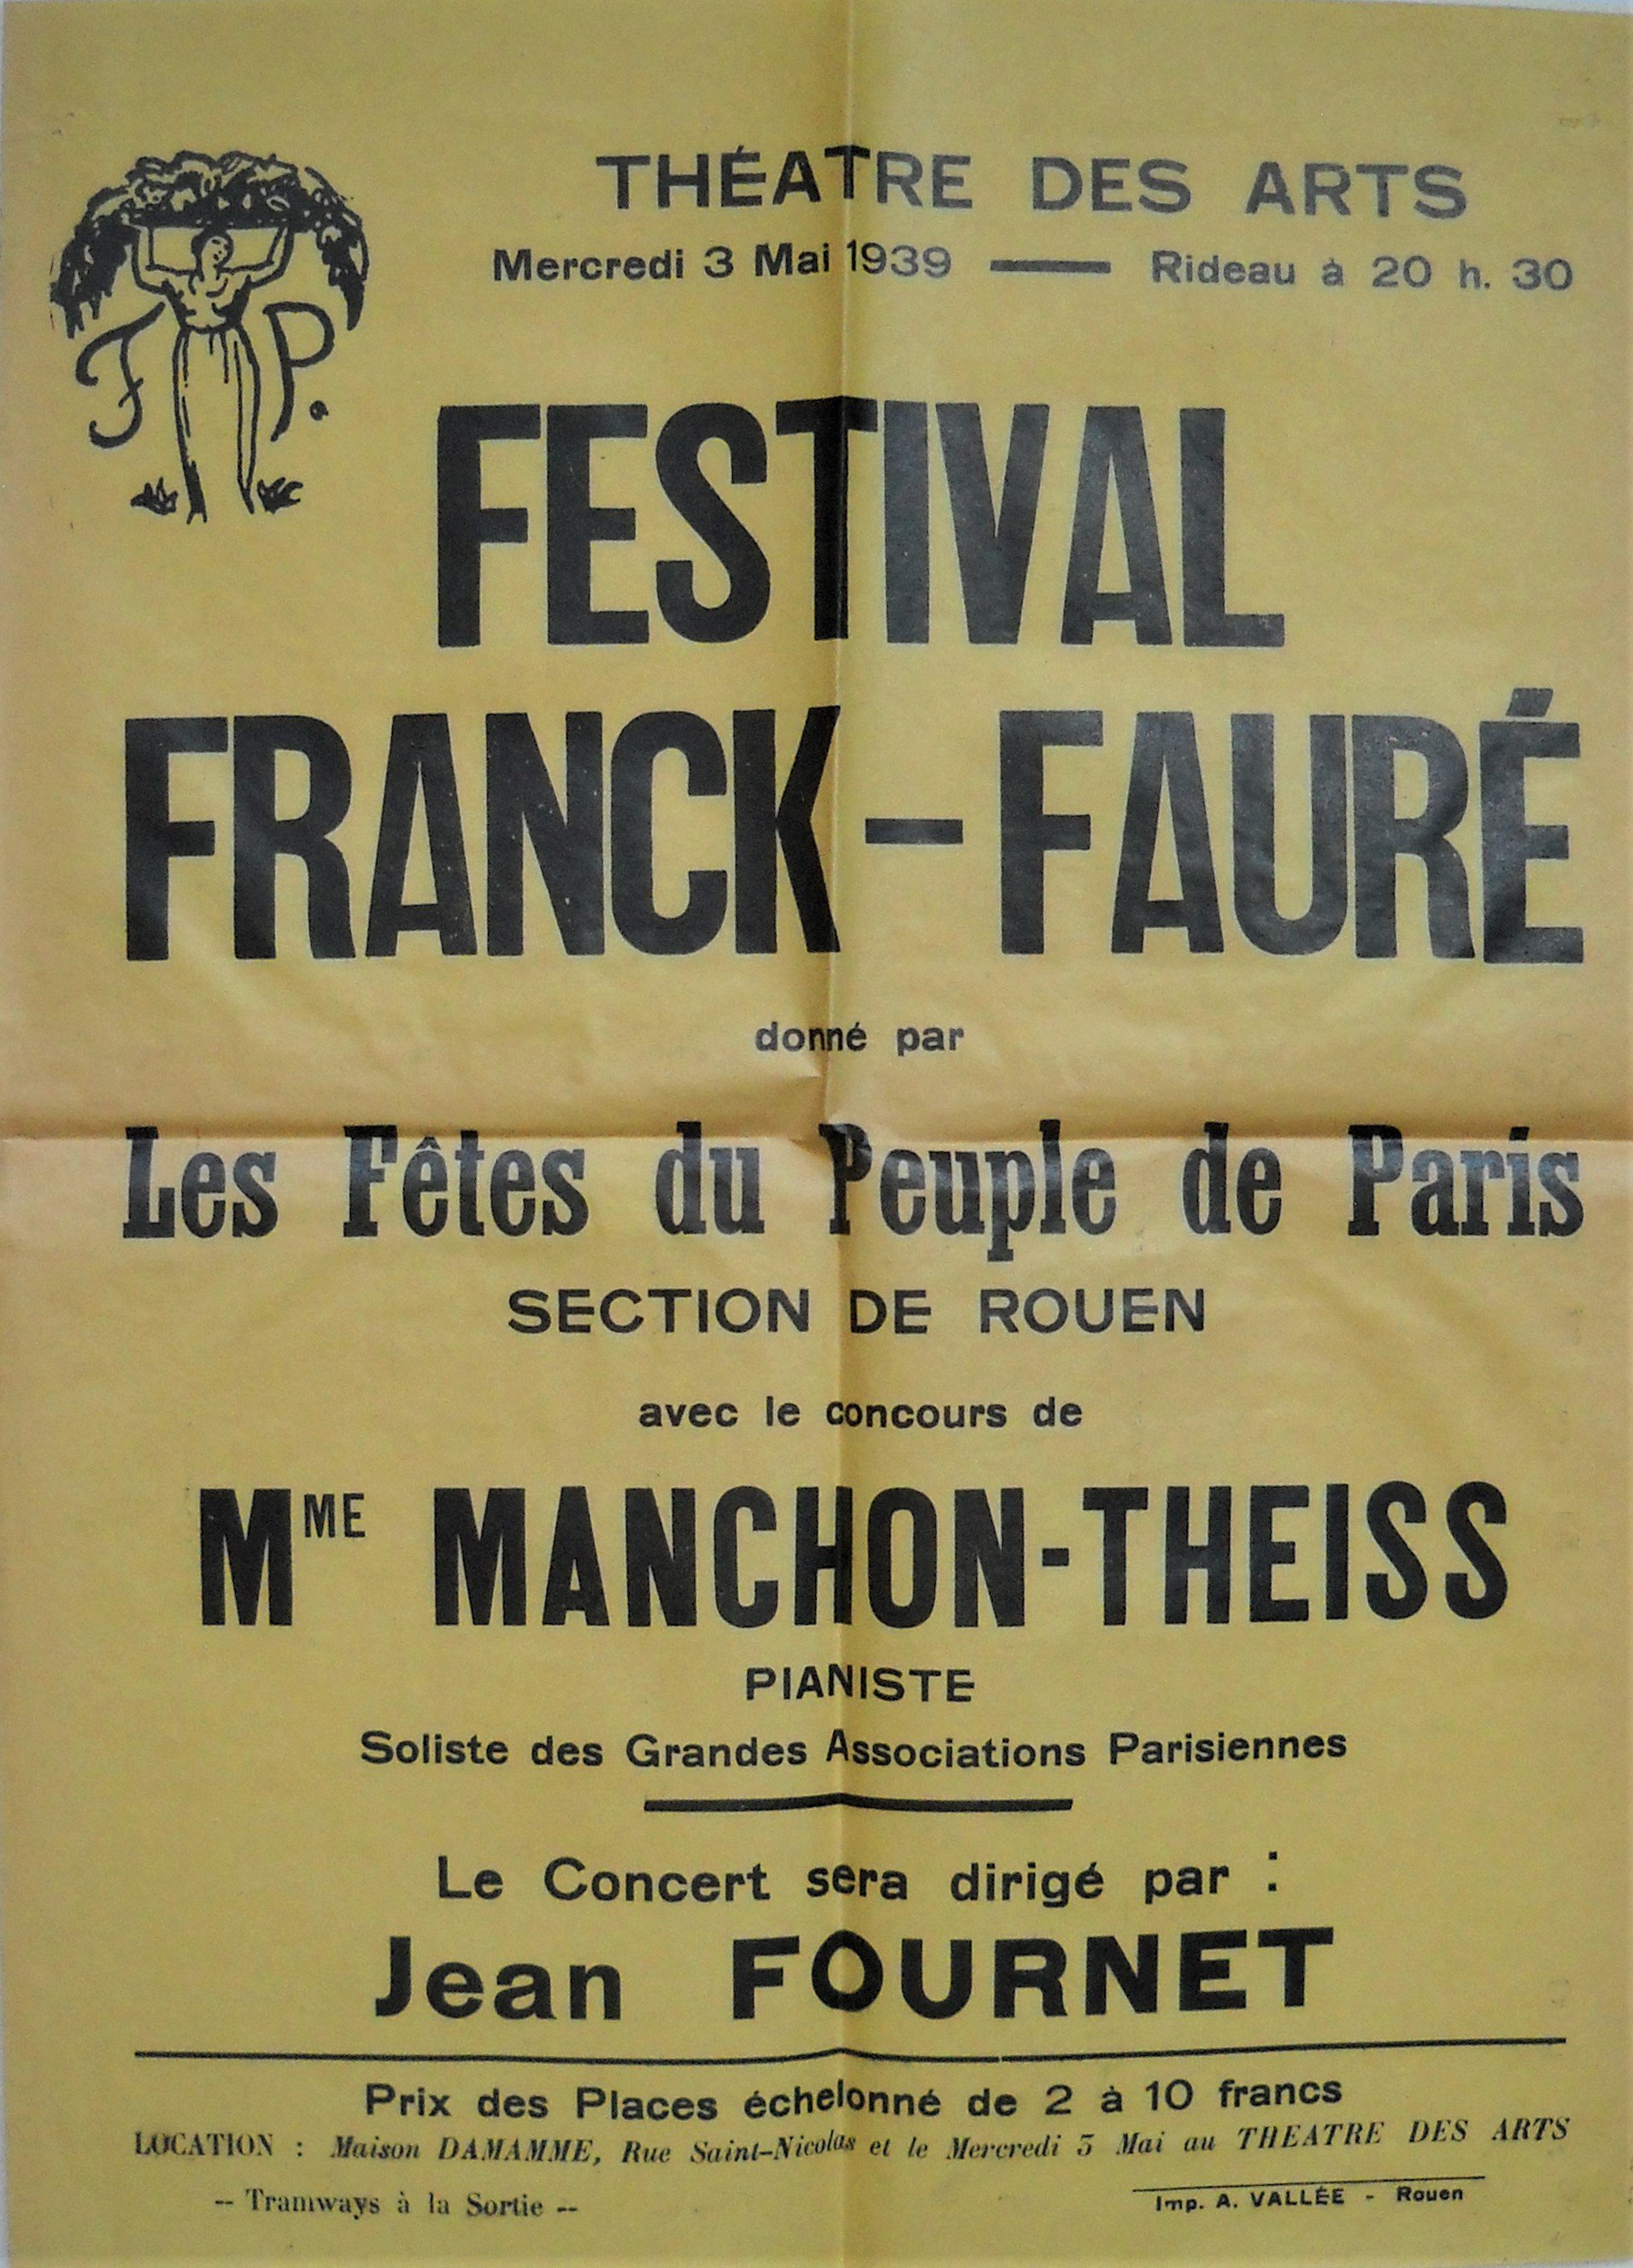 THÉATRE DES ARTS
Mercredi 3 Mai 1939 — Rideau à 20 h. 30
F P.
FESTIVAL
FRANCK-FAURÉ
donné par
Les Fêtes du Peuple de Paris
SECTION DE ROUEN
avec le concours de
MME MANCHON-THEISS
PIANISTE
Soliste des Grandes Associations Parisiennes
Le Concert sera dirigé par :
Jean FOURNET
Prix des Places échelonné de 2 à 10 francs
LOCATION : Maison DAMAMME, Rue Saint-Nicolas et le Mercredi 3 Mai au THEATRE DES ARTS
-- Tramways à la Sortie --
Imp. A. VALLÉE - Rouen